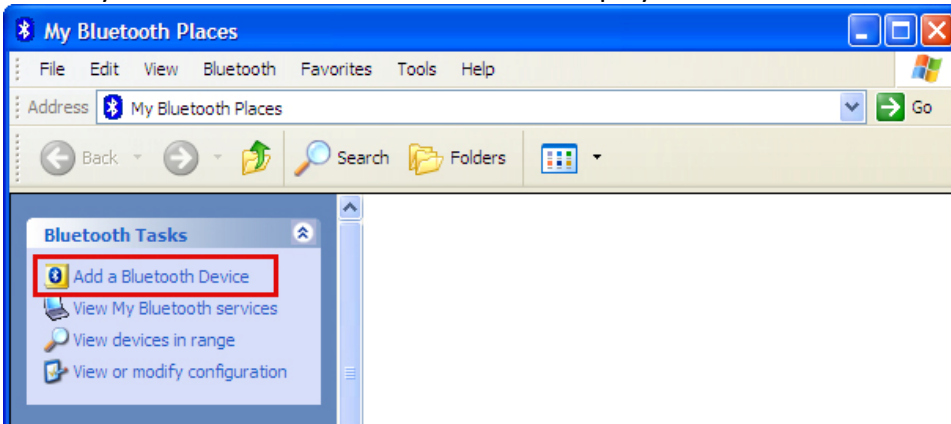 My Bluetooth Places
File Edit View Bluetooth Favorites Tools Help
Address My Bluetooth Places Go
Back Search Folders
Bluetooth Tasks
Add a Bluetooth Device
View My Bluetooth services
View devices in range
View or modify configuration